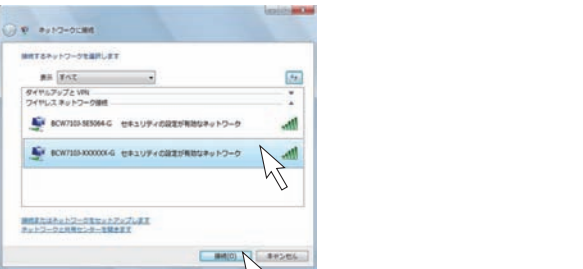 ネットワークに接続
接続するネットワークを選択します
表示 すべて
ダイヤルアップと VPN
ワイヤレス ネットワーク接続
BCW710J-5E5064-G セキュリティの設定が有効なネットワーク
BCW710J-XXXXXX-G セキュリティの設定が有効なネットワーク
接続またはネットワークをセットアップします
ネットワークと共有センターを開きます
接続(O) キャンセル